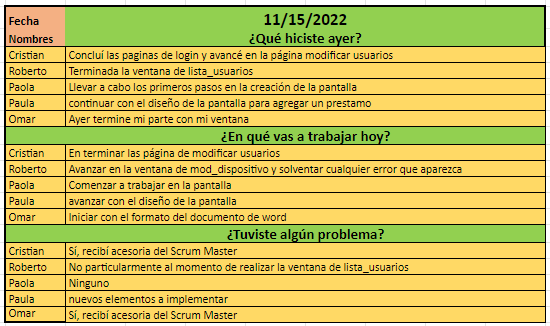 Fecha 11/15/2022
Nombres ¿Qué hiciste ayer?
Cristian Concluí las paginas de login y avancé en la página modificar usuarios
Roberto Terminada la ventana de lista_usuarios
Paola Llevar a cabo los primeros pasos en la creación de la pantalla
Paula continuar con el diseño de la pantalla para agregar un prestamo
Omar Ayer termine mi parte con mi ventana
¿En qué vas a trabajar hoy?
Cristian En terminar las página de modificar usuarios
Roberto Avanzar en la ventana de mod_dispositivo y solventar cualquier error que aparezca
Paola Comenzar a trabajar en la pantalla
Paula avanzar con el diseño de la pantalla
Omar Iniciar con el formato del documento de word
¿Tuviste algún problema?
Cristian Sí, recibí acesoria del Scrum Master
Roberto No particularmente al momento de realizar la ventana de lista_usuarios
Paola Ninguno
Paula nuevos elementos a implementar
Omar Sí, recibí acesoria del Scrum Master